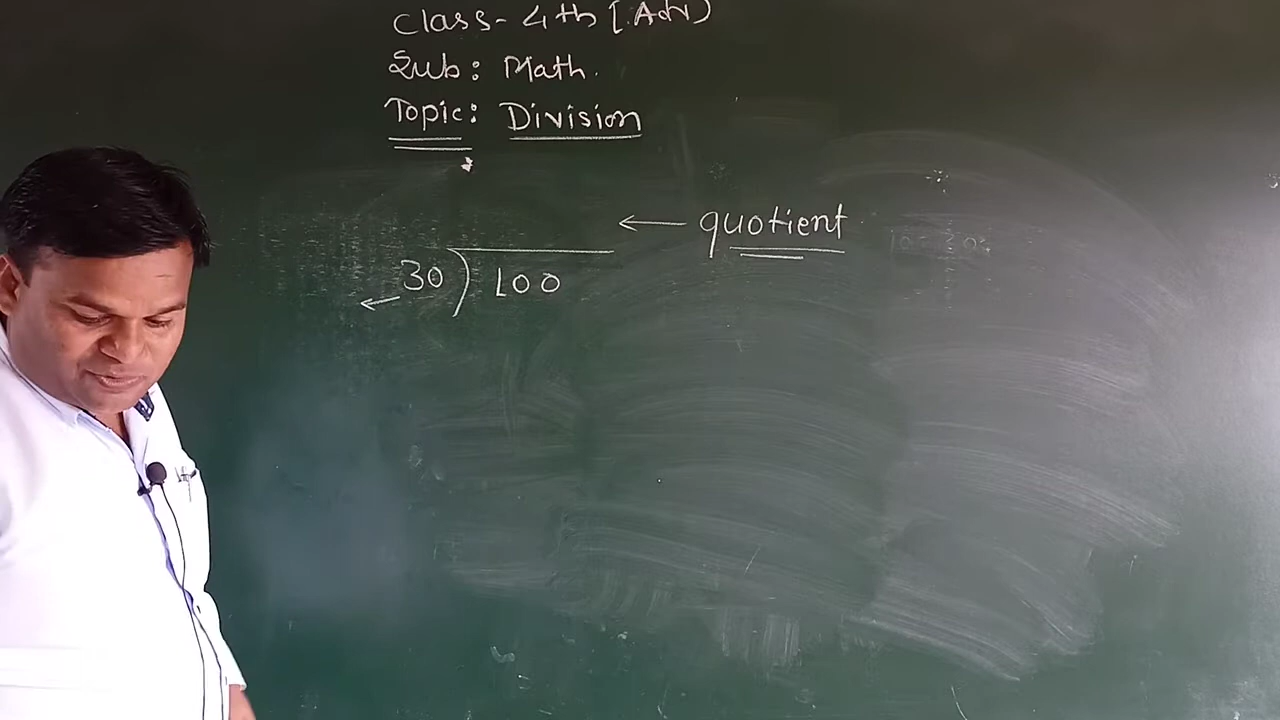 Class- 4th [Adv)
Sub: Math.
Topic: Division
← quotient
30) 100